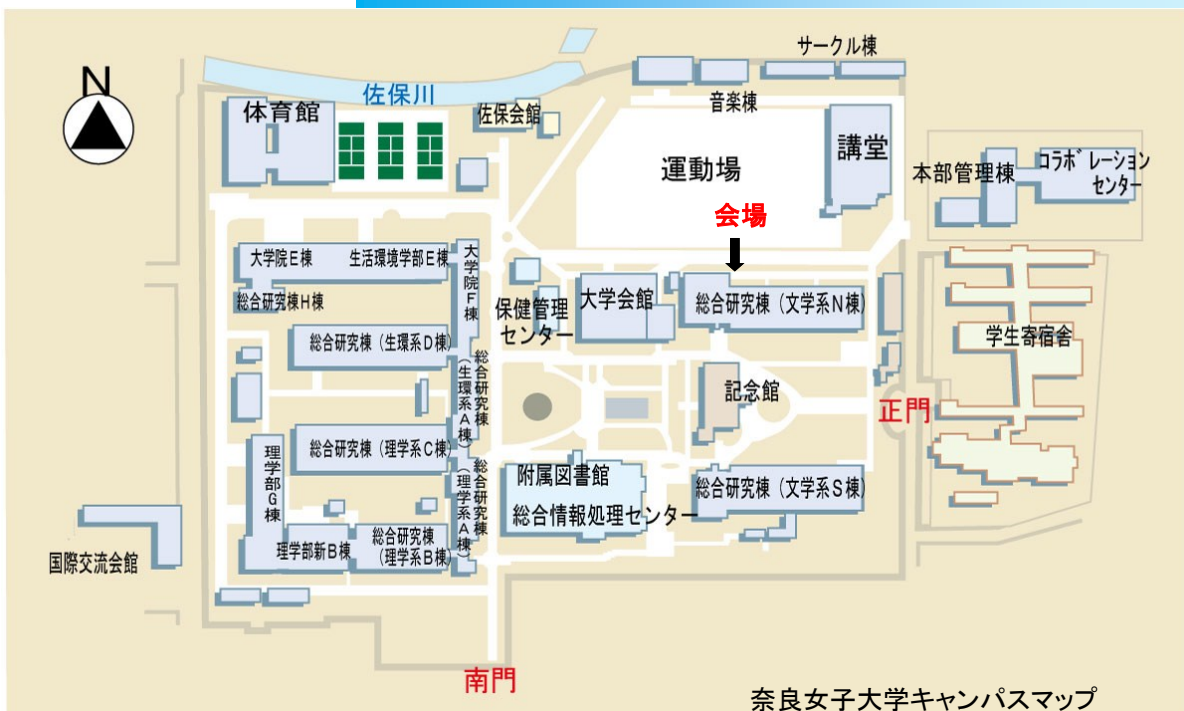 サークル棟
N
佐保川
体育館
佐保会館
音楽棟
講堂
運動場
本部管理棟
コラボレーション
センター
会場
大学院E棟
生活環境学部E棟
大学院F棟
総合研究棟H棟
保健管理
センター
大学会館
総合研究棟(文学系N棟)
総合研究棟(生環系D棟)
学生寄宿舎
総合研究棟
(生環系A棟)
記念館
正門
総合研究棟(理学系C棟)
理学部G棟
総合研究棟
(理学系A棟)
附属図書館
総合情報処理センター
総合研究棟(文学系S棟)
国際交流会館
理学部新B棟
総合研究棟
(理学系B棟)
南門
奈良女子大学キャンパスマップ